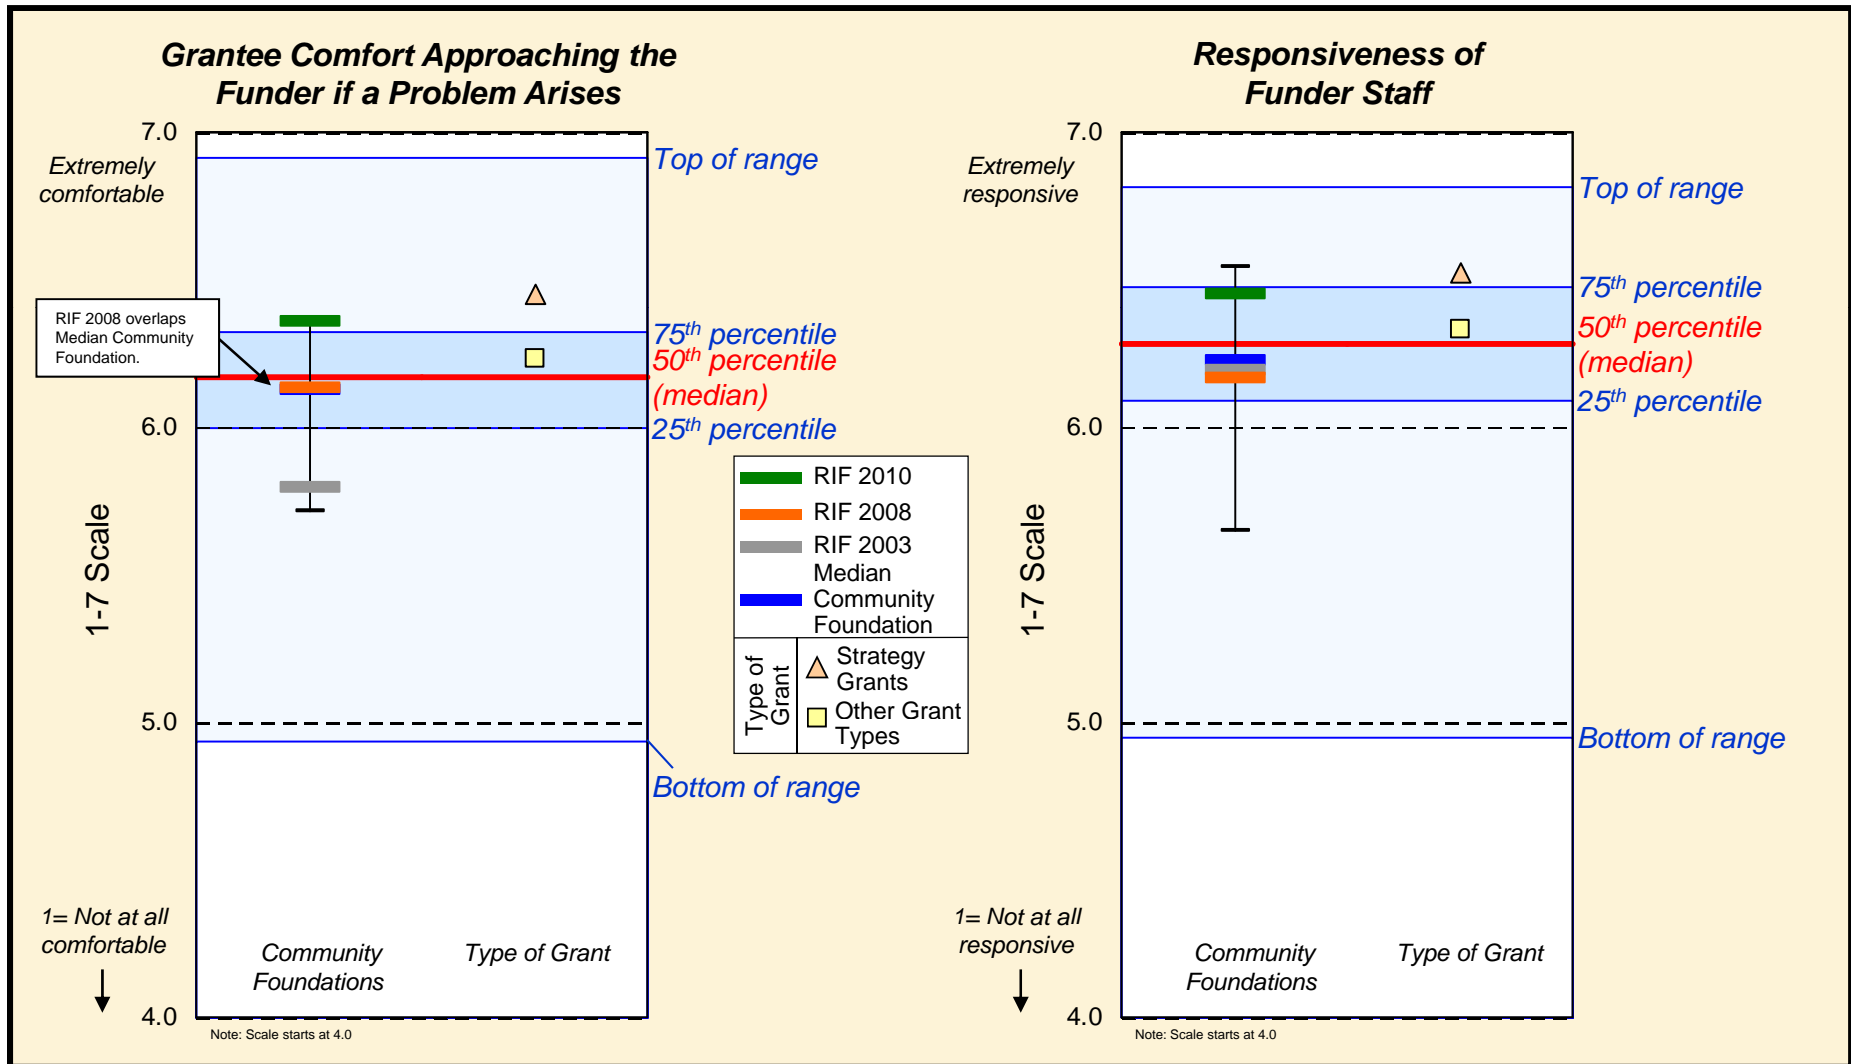 Grantee Comfort Approaching the
Funder if a Problem Arises
7.0
Extremely
comfortable
Top of range
RIF 2008 overlaps
Median Community
Foundation.
75th percentile
50th percentile
(median)
25th percentile
6.0
1-7 Scale
5.0
Bottom of range
1= Not at all
comfortable
Community
Foundations
Type of Grant
4.0
Note: Scale starts at 4.0
RIF 2010
RIF 2008
RIF 2003
Median
Community
Foundation
Type of
Grant
Strategy
Grants
Other Grant
Types
Responsiveness of
Funder Staff
7.0
Extremely
responsive
Top of range
75th percentile
50th percentile
(median)
25th percentile
6.0
1-7 Scale
5.0
Bottom of range
1= Not at all
responsive
Community
Foundations
Type of Grant
4.0
Note: Scale starts at 4.0